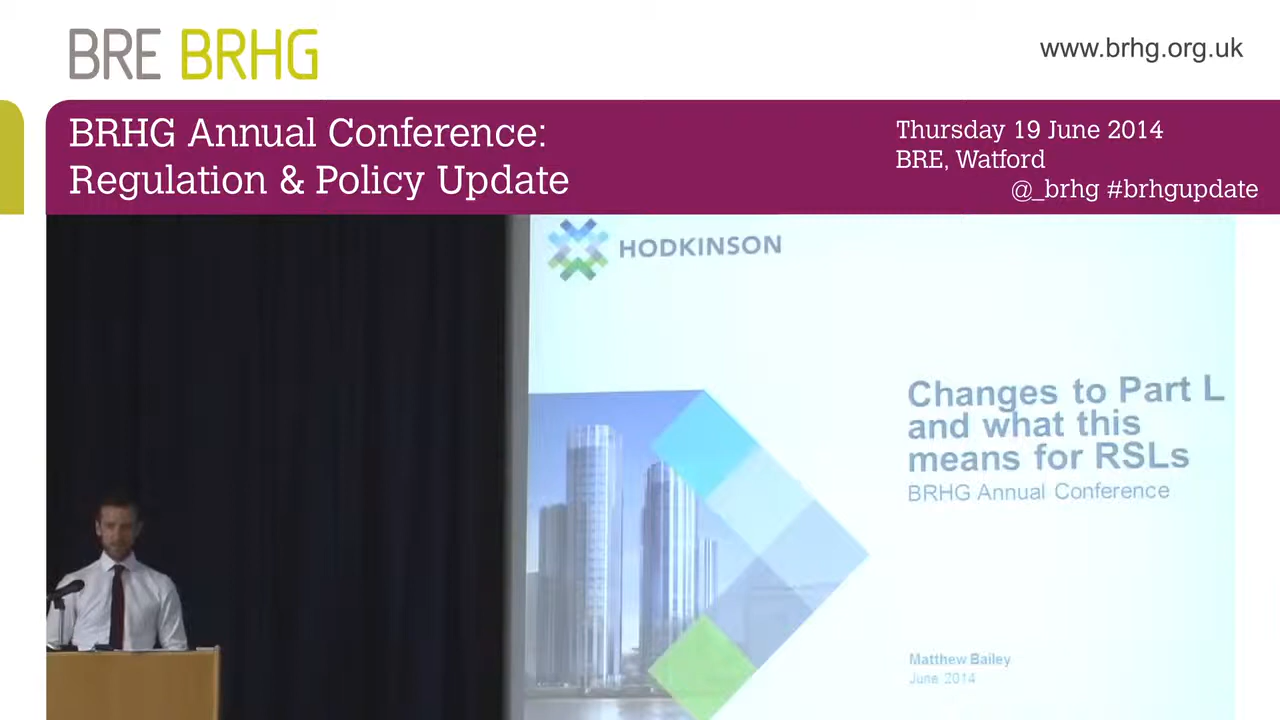 BRE BRHG
www.brhg.org.uk
BRHG Annual Conference:
Regulation & Policy Update
Thursday 19 June 2014
BRE, Watford
@_brhg #brhgupdate
HODKINSON
Changes to Part L
and what this
means for RSLs
BRHG Annual Conference
Matthew Bailey
June 2014